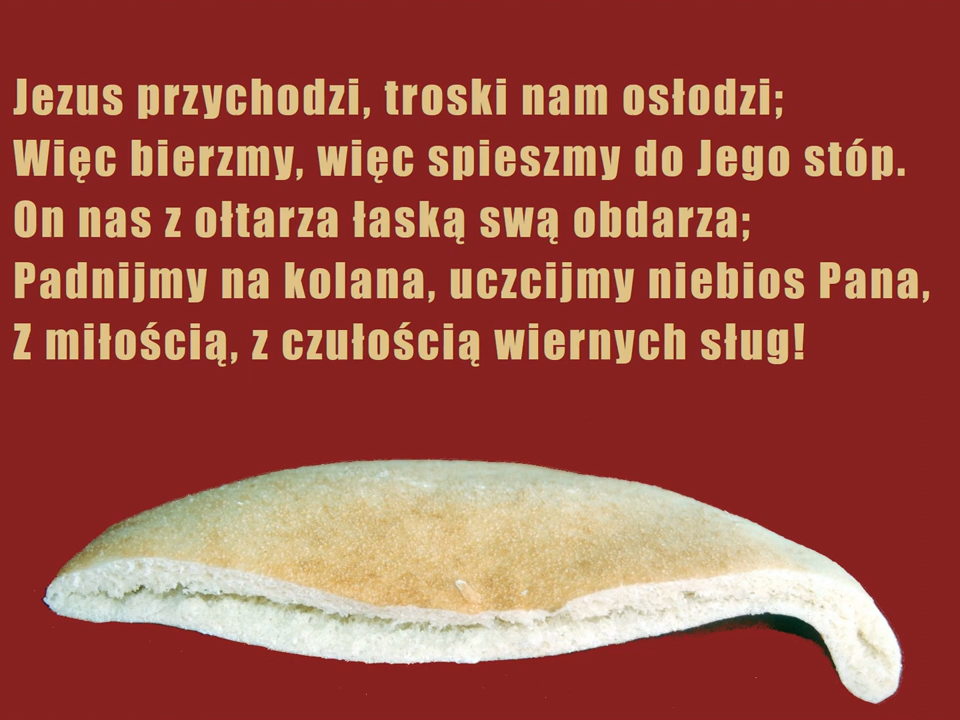 Jezus przychodzi, troski nam osłodzi;
Więc bierzmy, więc spieszmy do Jego stóp.
On nas z ołtarza łaską swą obdarza;
Padnijmy na kolana, uczcijmy niebios Pana,
Z miłością, z czułością wiernych sług!